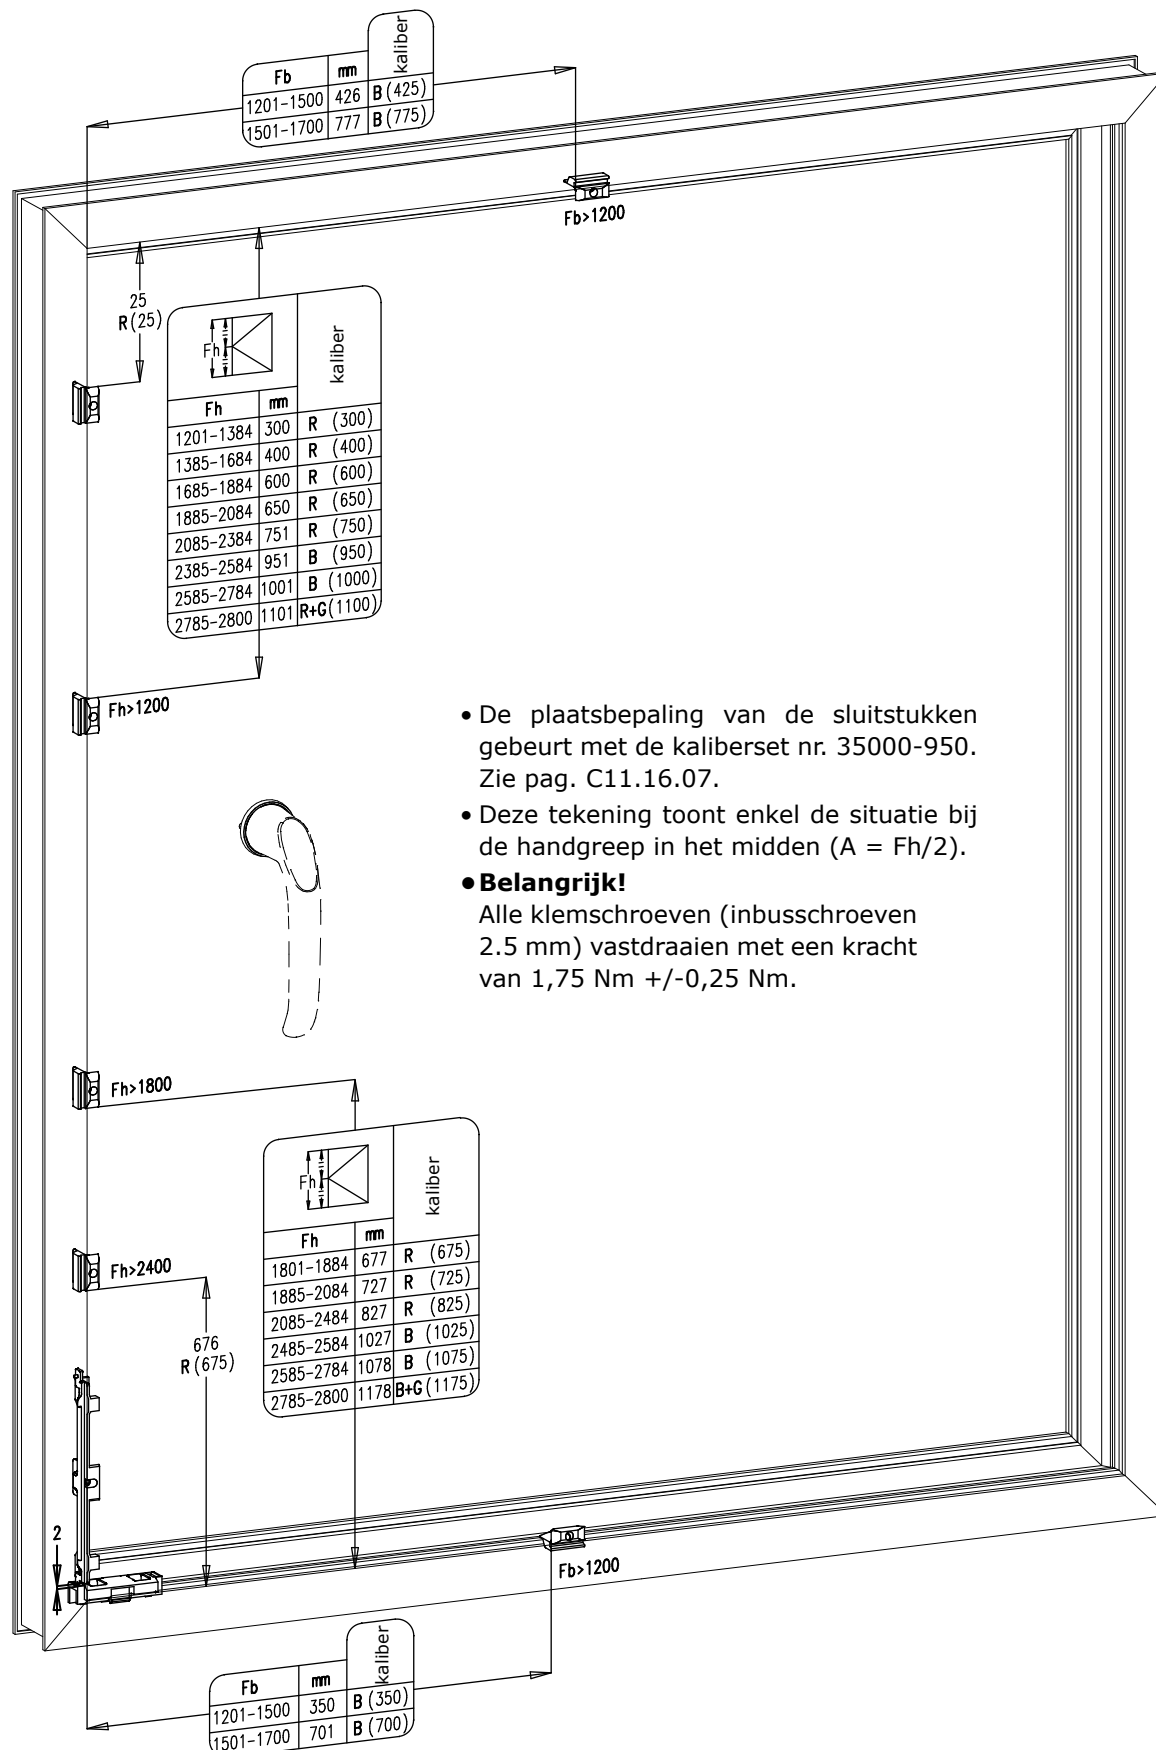 kaliber
Fb mm
1201-1500 426 B (425)
1501-1700 777 B (775)
Fb>1200
25
R(25)
Fh
kaliber
Fh mm
1201-1384 300 R (300)
1385-1684 400 R (400)
1685-1884 600 R (600)
1885-2084 650 R (650)
2085-2384 751 R (750)
2385-2584 951 B (950)
2585-2784 1001 B (1000)
2785-2800 1101 R+G(1100)
Fh>1200
• De plaatsbepaling van de sluitstukken
gebeurt met de kaliberset nr. 35000-950.
Zie pag. C11.16.07.
• Deze tekening toont enkel de situatie bij
de handgreep in het midden (A = Fh/2).
• Belangrijk!
Alle klemschroeven (inbusschroeven
2.5 mm) vastdraaien met een kracht
van 1,75 Nm +/-0,25 Nm.
Fh>1800
Fh
kaliber
Fh mm
1801-1884 677 R (675)
1885-2084 727 R (725)
2085-2484 827 R (825)
2485-2584 1027 B (1025)
2585-2784 1078 B (1075)
2785-2800 1178 B+G(1175)
Fh>2400
676
R(675)
2
Fb>1200
kaliber
Fb mm
1201-1500 350 B (350)
1501-1700 701 B (700)